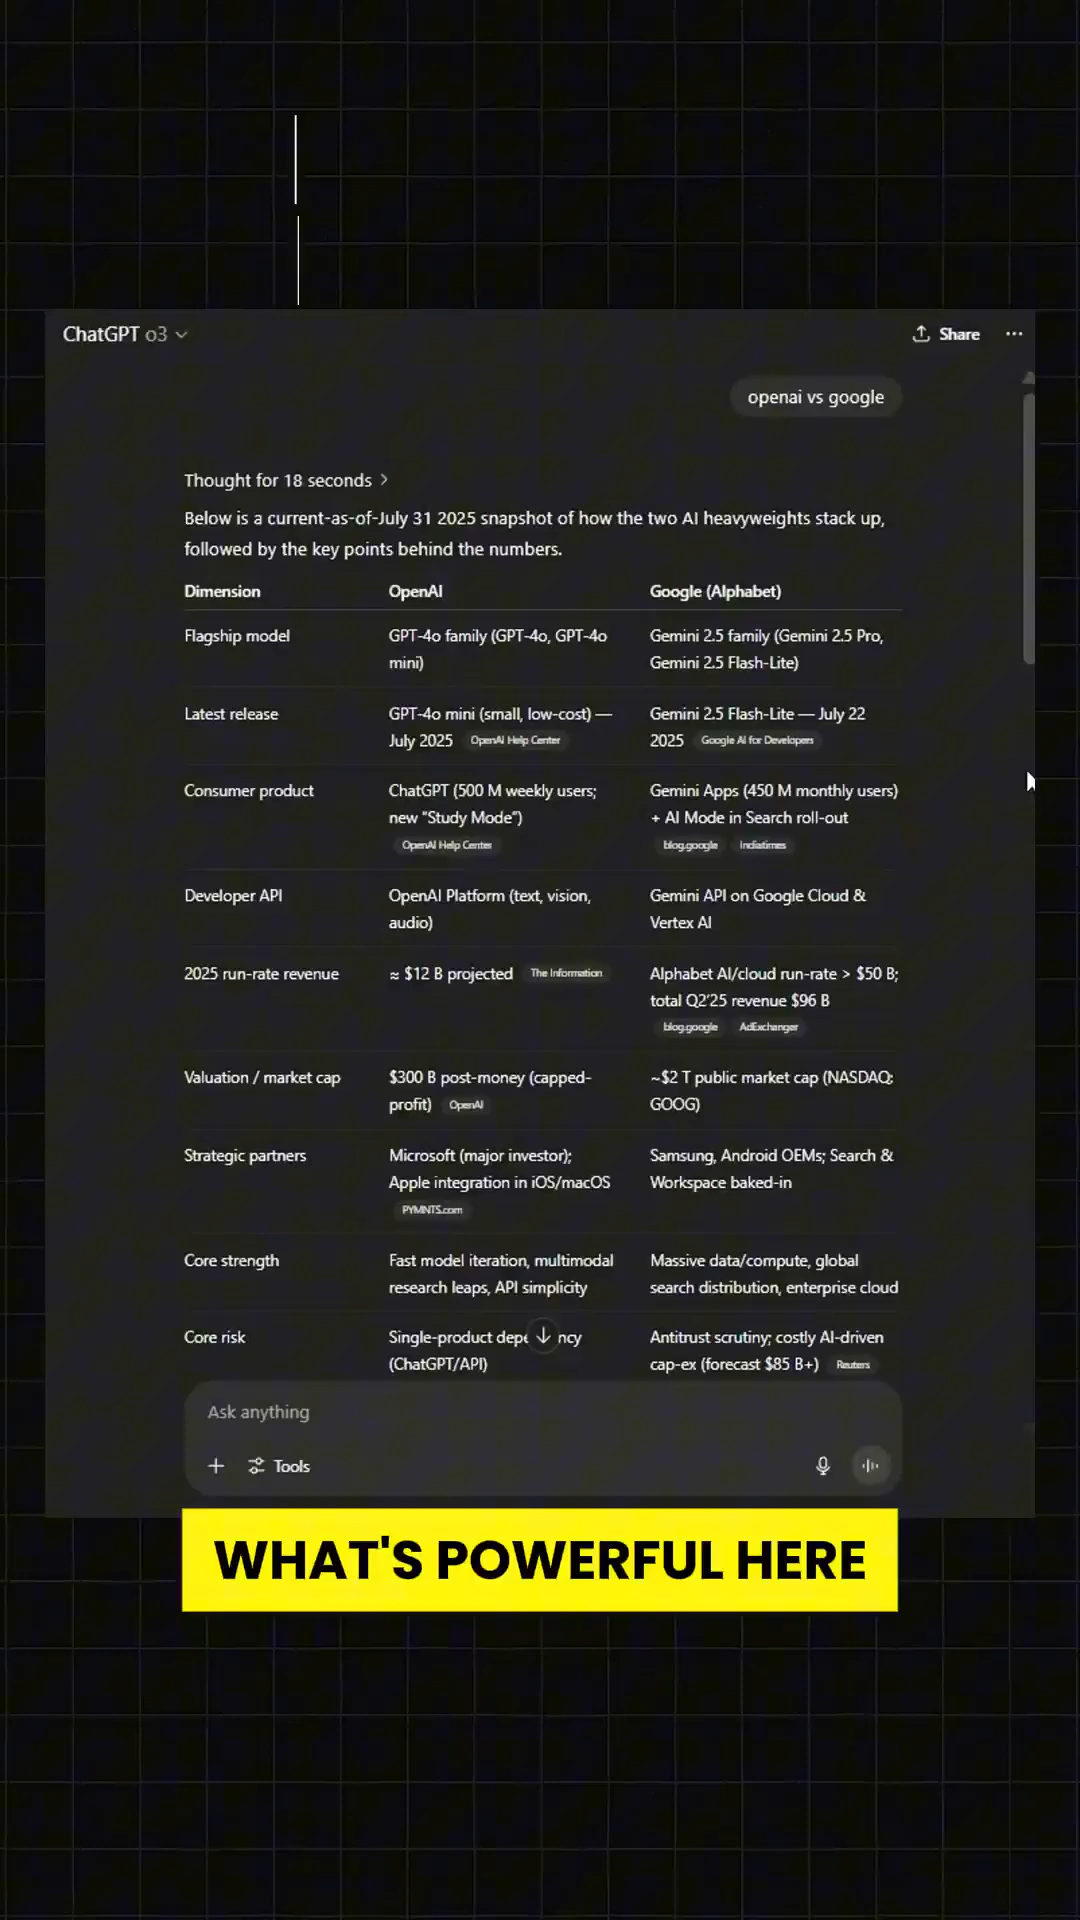 ChatGPT o3
Share
openai vs google
Thought for 18 seconds
Below is a current-as-of-July 31 2025 snapshot of how the two AI heavyweights stack up,
followed by the key points behind the numbers.
Dimension OpenAI Google (Alphabet)
Flagship model GPT-4o family (GPT-4o, GPT-4o Gemini 2.5 family (Gemini 2.5 Pro,
mini) Gemini 2.5 Flash-Lite)
Latest release GPT-4o mini (small, low-cost) — Gemini 2.5 Flash-Lite — July 22
July 2025 OpenAI Help Center 2025 Google AI for Developers
Consumer product ChatGPT (500 M weekly users; Gemini Apps (450 M monthly users)
new "Study Mode") + AI Mode in Search roll-out
OpenAI Help Center blog.google Indiatimes
Developer API OpenAI Platform (text, vision, Gemini API on Google Cloud &
audio) Vertex AI
2025 run-rate revenue ≈ $12 B projected The Information Alphabet AI/cloud run-rate > $50 B;
total Q2'25 revenue $96 B
blog.google AdExchanger
Valuation / market cap $300 B post-money (capped- ~$2 T public market cap (NASDAQ:
profit) OpenAI GOOG)
Strategic partners Microsoft (major investor); Samsung, Android OEMs; Search &
Apple integration in iOS/macOS Workspace baked-in
PYMNTS.com
Core strength Fast model iteration, multimodal Massive data/compute, global
research leaps, API simplicity search distribution, enterprise cloud
Core risk Single-product depe ncy Antitrust scrutiny; costly AI-driven
(ChatGPT/API) cap-ex (forecast $85 B+) Reuters
Ask anything
Tools
WHAT'S POWERFUL HERE